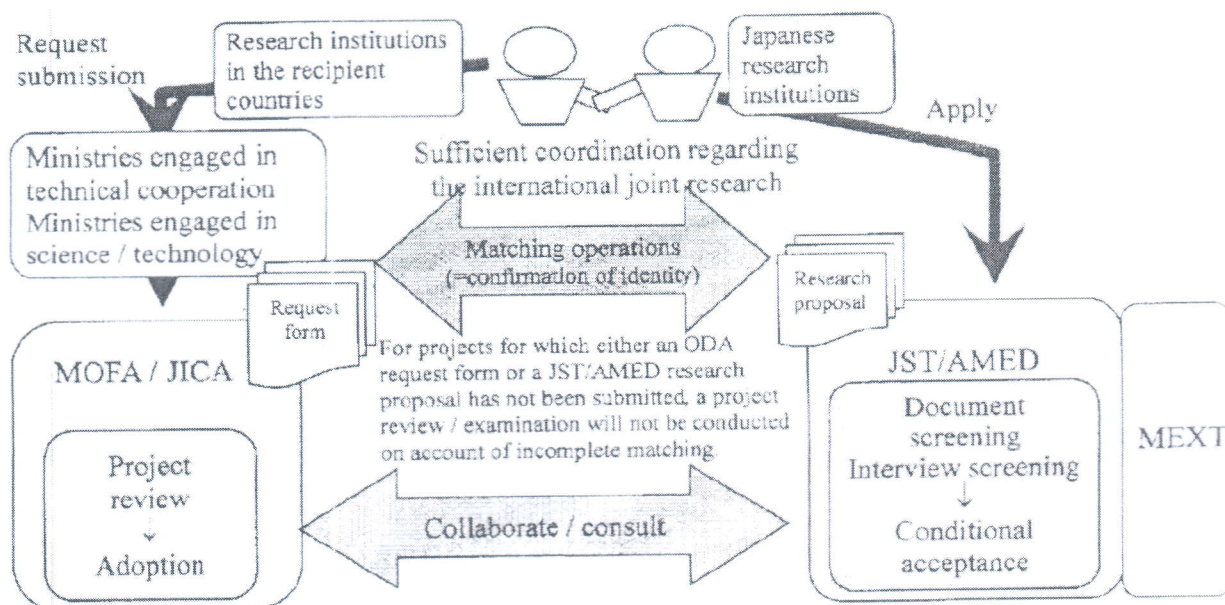 Request
submission
Research institutions
in the recipient
countries
Japanese
research
institutions
Apply
Ministries engaged in
technical cooperation
Ministries engaged in
science / technology
Sufficient coordination regarding
the international joint research
Matching operations
(=confirmation of identity)
Request
form
Research
proposal
For projects for which either an ODA
request form or a JST/AMED research
proposal has not been submitted, a project
review / examination will not be conducted
on account of incomplete matching.
MOFA / JICA
Project
review
↓
Adoption
Collaborate / consult
JST/AMED
Document
screening
Interview screening
↓
Conditional
acceptance
MEXT